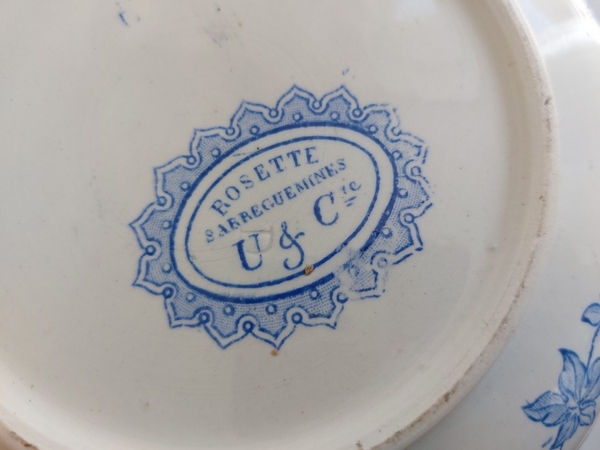 ROSETTE
SARREGUEMINES
U & Cie